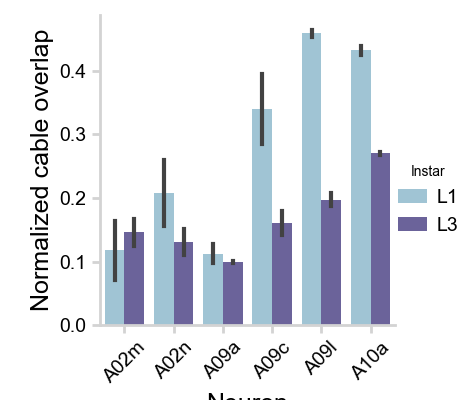 Normalized cable overlap
0.4
0.3
0.2
0.1
0.0
A02m
A02n
A09a
A09c
A09l
A10a
Instar
L1
L3
Neuron